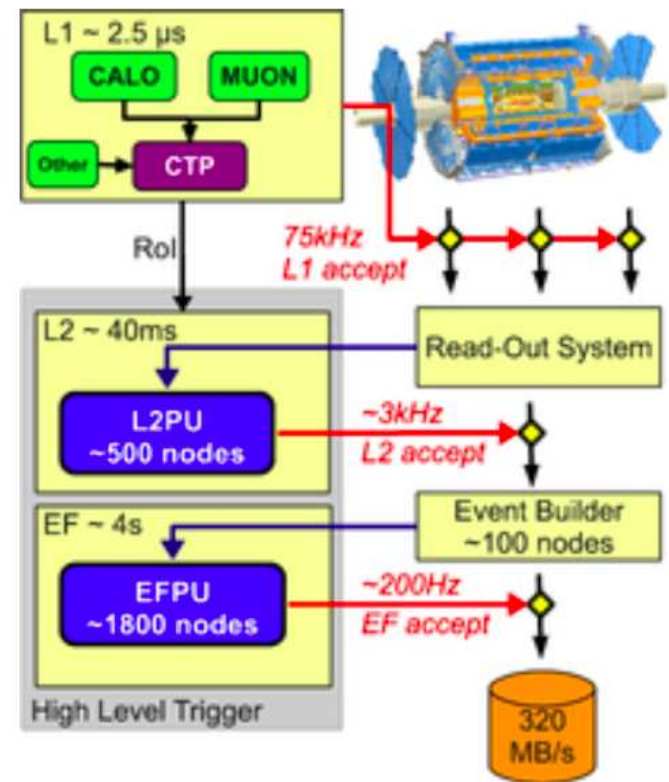 L1 ~ 2.5 µs
CALO
MUON
Other
CTP
RoI
75kHz
L1 accept
L2 ~ 40ms
Read-Out System
L2PU
~500 nodes
~3kHz
L2 accept
EF ~ 4s
Event Builder
~100 nodes
EFPU
~1800 nodes
~200Hz
EF accept
High Level Trigger
320
MB/s